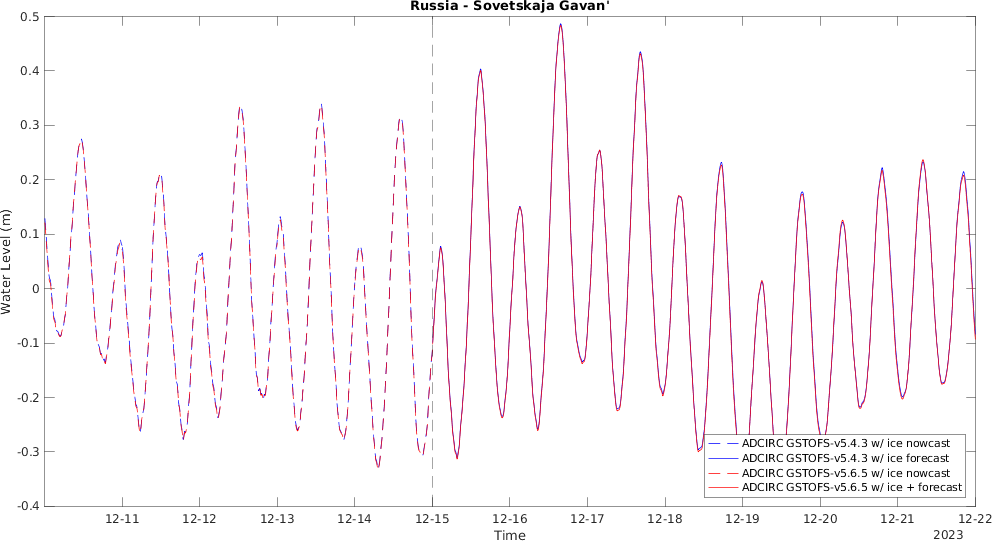 Russia - Sovetskaja Gavan'
0.5
0.4
0.3
0.2
0.1
0
-0.1
-0.2
-0.3
-0.4
Water Level (m)
ADCIRC GSTOFS-v5.4.3 w/ ice nowcast
ADCIRC GSTOFS-v5.4.3 w/ ice forecast
ADCIRC GSTOFS-v5.6.5 w/ ice nowcast
ADCIRC GSTOFS-v5.6.5 w/ ice + forecast
12-11 12-12 12-13 12-14 12-15 12-16 12-17 12-18 12-19 12-20 12-21 12-22
Time
2023